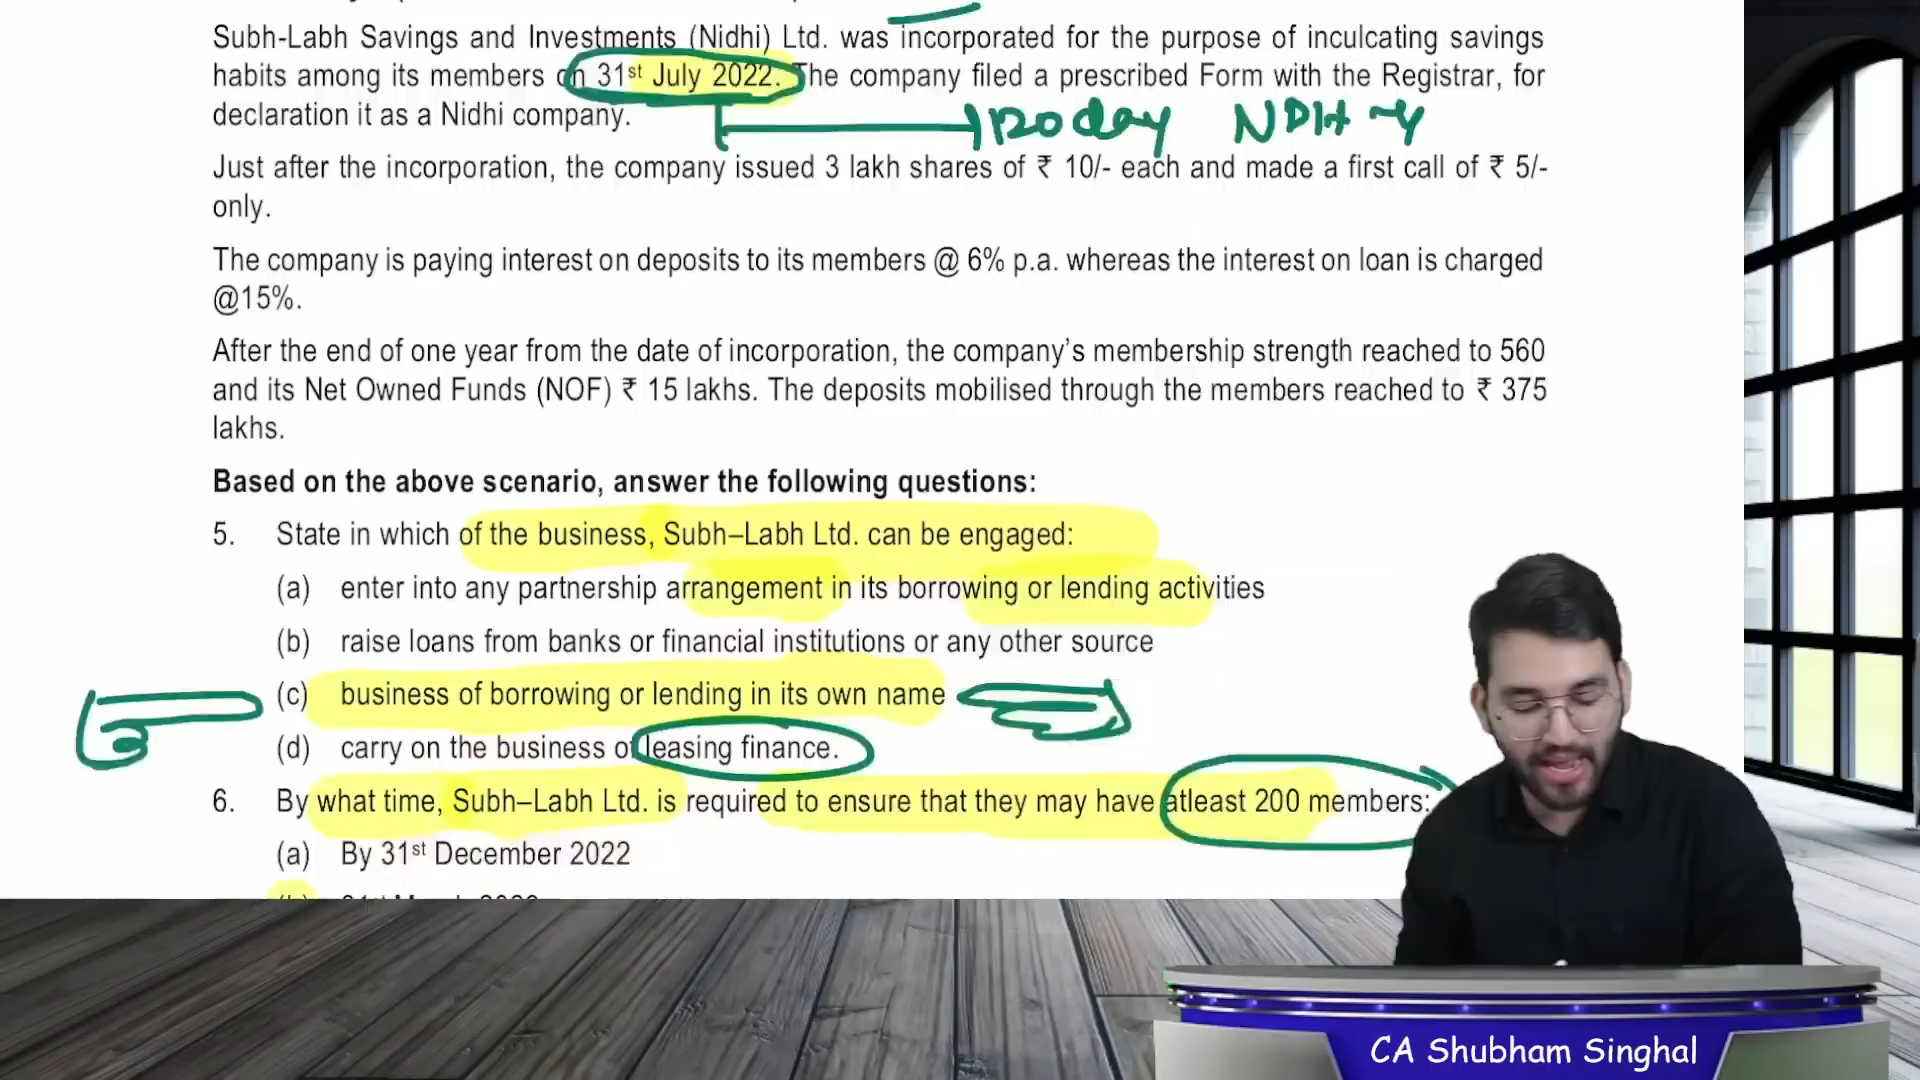 Subh-Labh Savings and Investments (Nidhi) Ltd. was incorporated for the purpose of inculcating savings
habits among its members on 31st July 2022. The company filed a prescribed Form with the Registrar, for
declaration it as a Nidhi company.
120 day NDH-4
Just after the incorporation, the company issued 3 lakh shares of ₹ 10/- each and made a first call of ₹ 5/-
only.
The company is paying interest on deposits to its members @ 6% p.a. whereas the interest on loan is charged
@15%.
After the end of one year from the date of incorporation, the company's membership strength reached to 560
and its Net Owned Funds (NOF) ₹ 15 lakhs. The deposits mobilised through the members reached to ₹ 375
lakhs.
Based on the above scenario, answer the following questions:
5. State in which of the business, Subh–Labh Ltd. can be engaged:
(a) enter into any partnership arrangement in its borrowing or lending activities
(b) raise loans from banks or financial institutions or any other source
(c) business of borrowing or lending in its own name
(d) carry on the business of leasing finance.
6. By what time, Subh–Labh Ltd. is required to ensure that they may have atleast 200 members:
(a) By 31st December 2022
CA Shubham Singhal